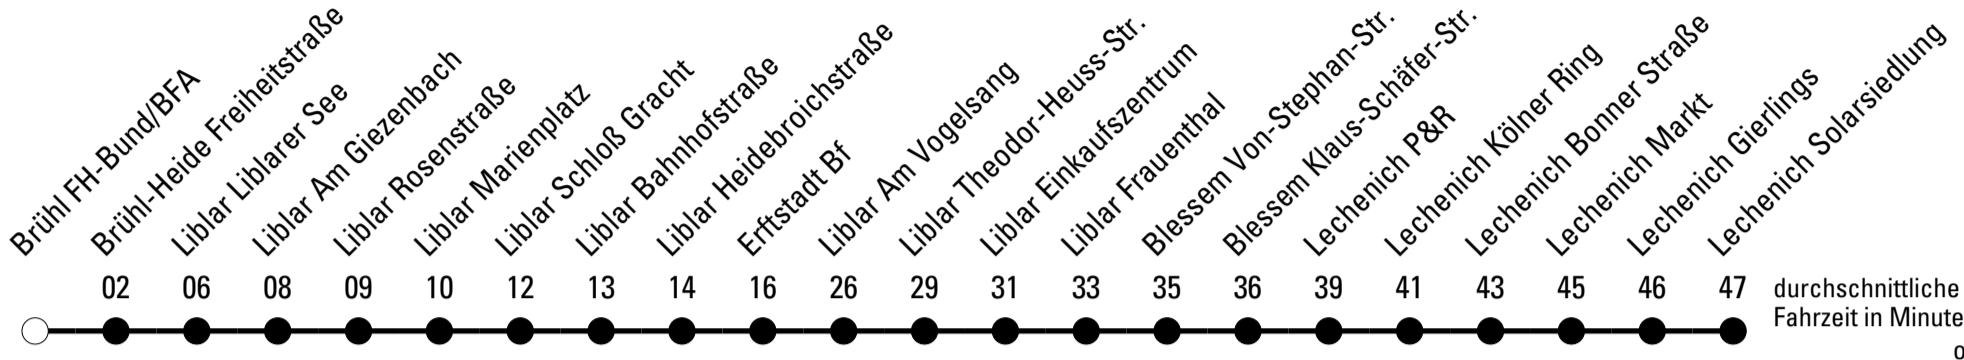 Brühl FH-Bund/BFA
Brühl-Heide Freiheitstraße
Liblar Liblarer See
Liblar Am Giezenbach
Liblar Rosenstraße
Liblar Marienplatz
Liblar Schloß Gracht
Liblar Bahnhofstraße
Liblar Heidebroichstraße
Erftstadt Bf
Liblar Am Vogelsang
Liblar Theodor-Heuss-Str.
Liblar Einkaufszentrum
Liblar Frauenthal
Blessem Von-Stephan-Str.
Blessem Klaus-Schäfer-Str.
Lechenich P&R
Lechenich Kölner Ring
Lechenich Bonner Straße
Lechenich Markt
Lechenich Gierlings
Lechenich Solarsiedlung
02 06 08 09 10 12 13 14 16 26 29 31 33 35 36 39 41 43 45 46 47
durchschnittliche
Fahrzeit in Minute